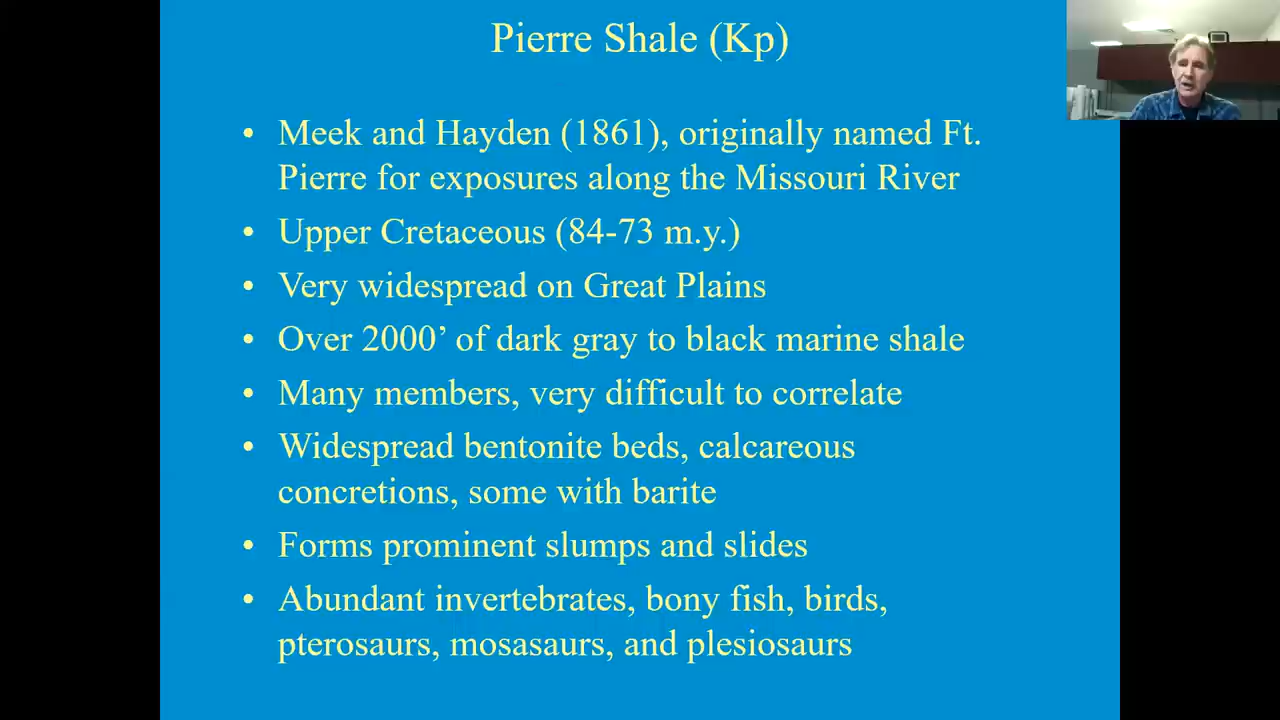 Pierre Shale (Kp)
• Meek and Hayden (1861), originally named Ft.
Pierre for exposures along the Missouri River
• Upper Cretaceous (84-73 m.y.)
• Very widespread on Great Plains
• Over 2000’ of dark gray to black marine shale
• Many members, very difficult to correlate
• Widespread bentonite beds, calcareous
concretions, some with barite
• Forms prominent slumps and slides
• Abundant invertebrates, bony fish, birds,
pterosaurs, mosasaurs, and plesiosaurs